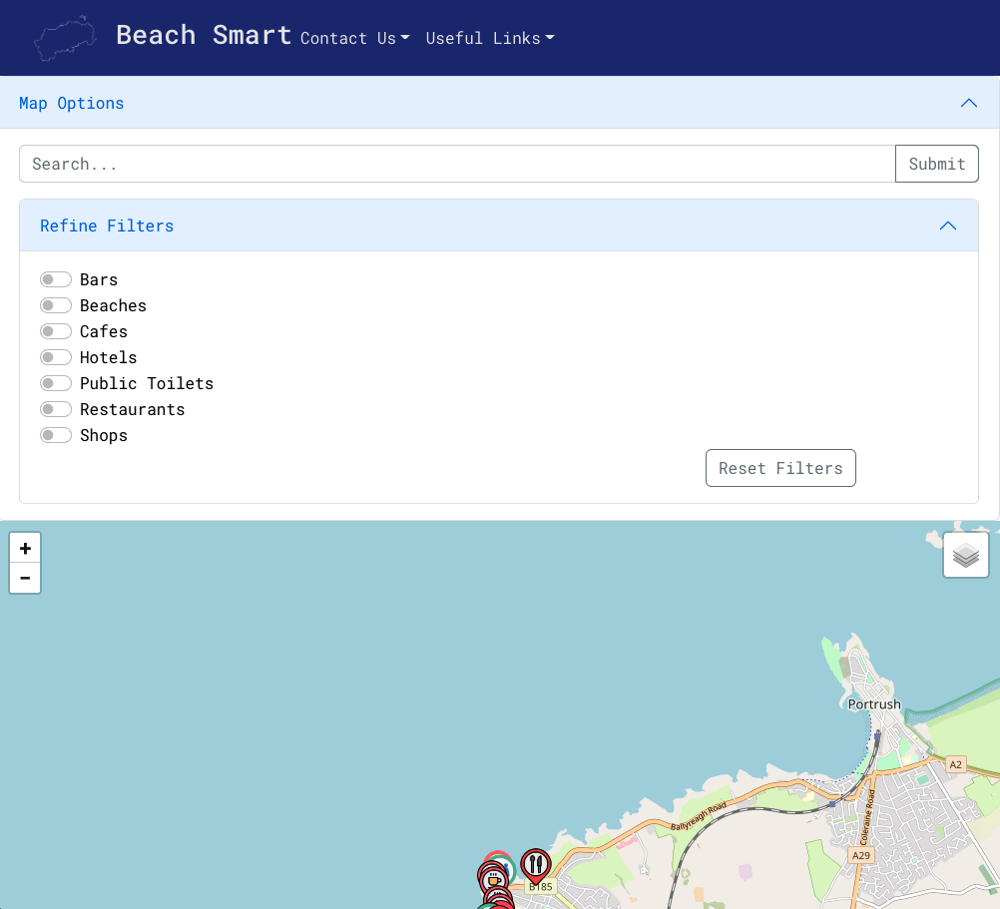 Beach Smart Contact Us Useful Links
Map Options
Search... Submit
Refine Filters
Bars
Beaches
Cafes
Hotels
Public Toilets
Restaurants
Shops
Reset Filters
+
−
Portrush
A2
Ballyreagh Road
Coleraine Road
A29
B185